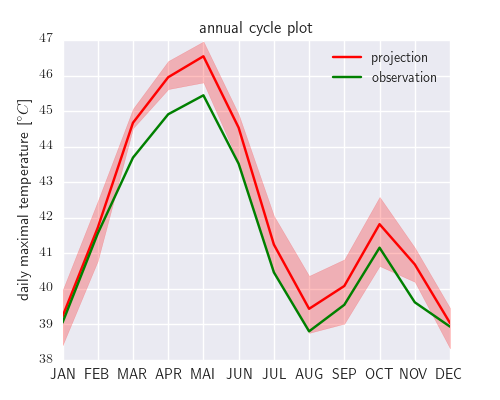 annual cycle plot
47
46
45
44
43
42
41
40
39
38
daily maximal temperature [°C]
projection
observation
JAN FEB MAR APR MAI JUN JUL AUG SEP OCT NOV DEC